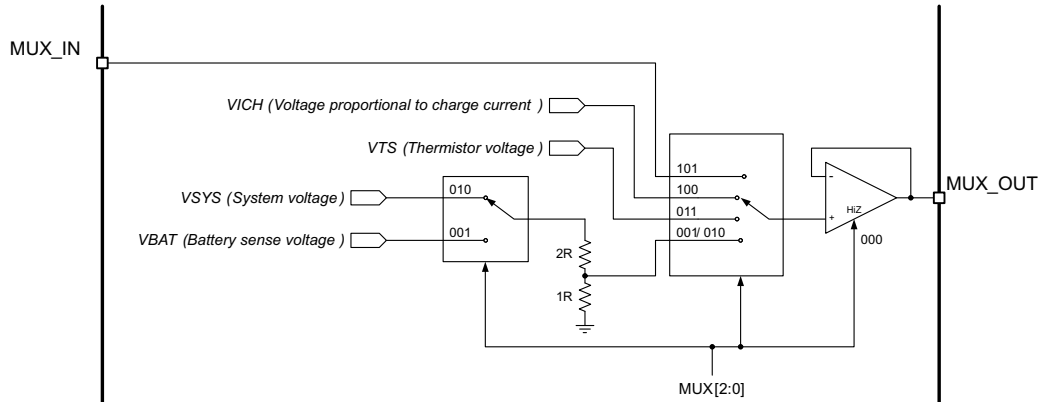 MUX_IN
VICH (Voltage proportional to charge current )
VTS (Thermistor voltage )
101
MUX_OUT
VSYS (System voltage)
010
100
-
011
+
HiZ
VBAT (Battery sense voltage )
001
001/ 010
000
2R
1R
MUX[2:0]